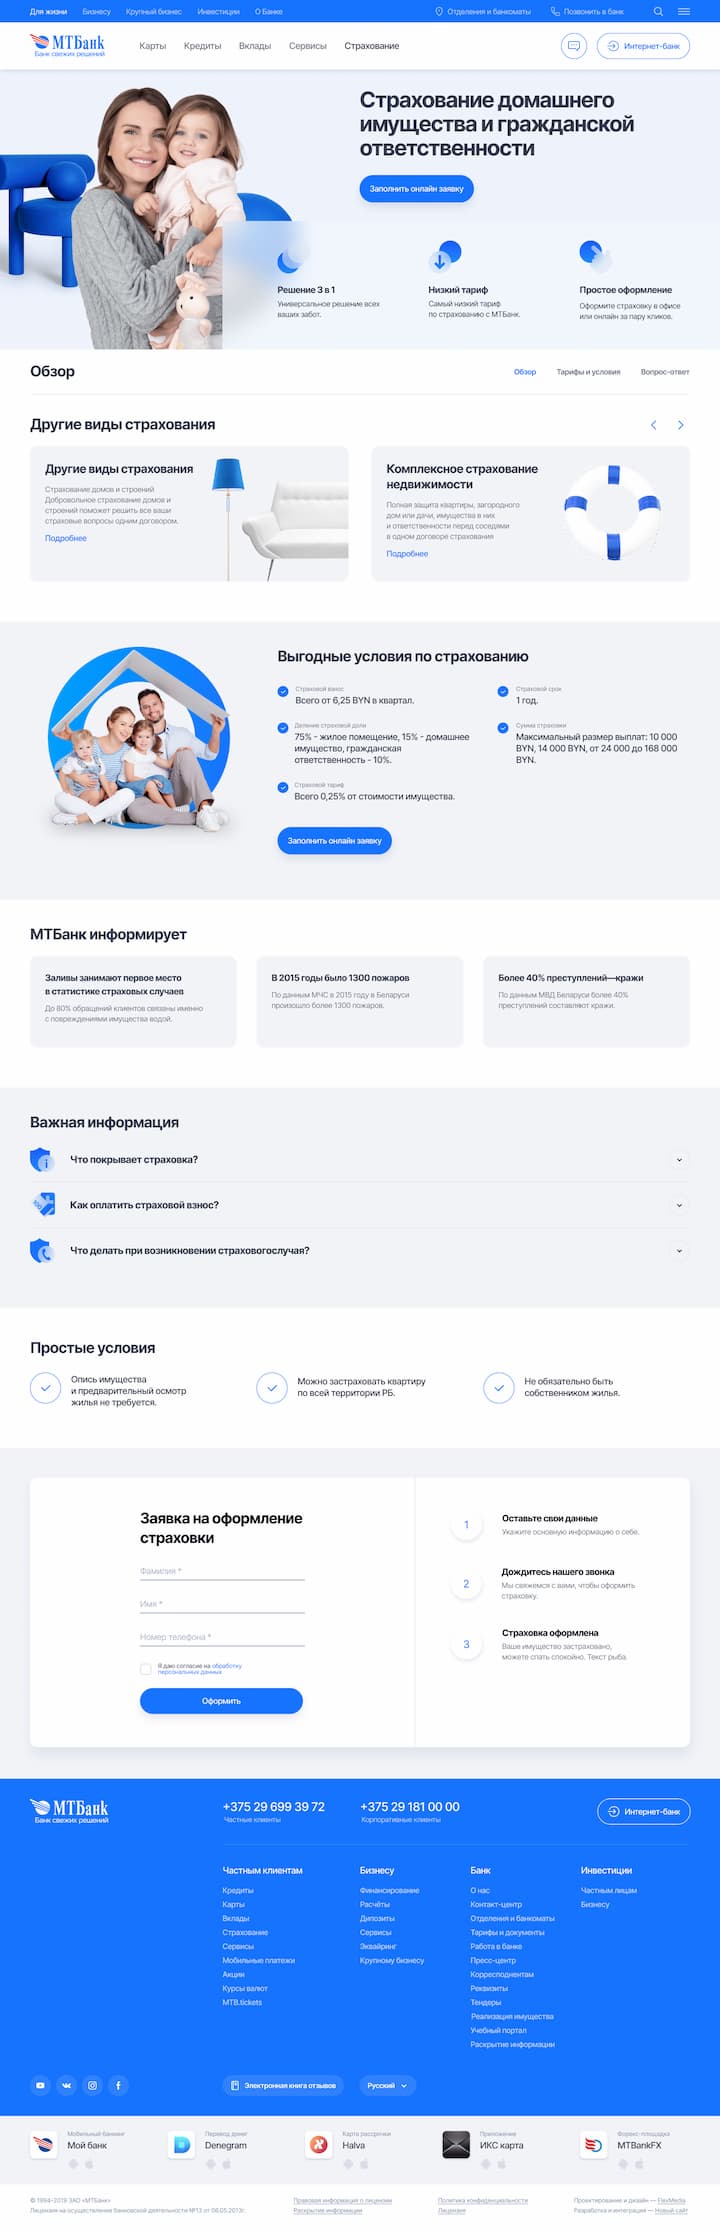 Для жизни Бизнесу Крупный бизнес Инвестиции О Банке Отделения и банкоматы Позвонить в банк
МТБанк
Банк свежих решений
Карты Кредиты Вклады Сервисы Страхование Интернет-банк
Страхование домашнего
имущества и гражданской
ответственности
Заполнить онлайн заявку
Решение 3 в 1
Универсальное решение всех
ваших забот.
Низкий тариф
Самый низкий тариф
по страхованию с МТБанк.
Простое оформление
Оформите страховку в офисе
или онлайн за пару кликов.
Обзор
Обзор Тарифы и условия Вопрос-ответ
Другие виды страхования
Другие виды страхования
Страхование домов и строений
Добровольное страхование домов и
строений поможет решить все ваши
страховые вопросы одним договором.
Подробнее
Комплексное страхование
недвижимости
Полная защита квартиры, загородного
дом или дачи, имущества в них
и ответственности перед соседями
в одном договоре страхования
Подробнее
Выгодные условия по страхованию
Страховой взнос
Всего от 6,25 BYN в квартал.
Страховой срок
1 год.
Деление страховой доли
75% - жилое помещение, 15% - домашнее
имущество, гражданская
ответственность - 10%.
Сумма страховки
Максимальный размер выплат: 10 000
BYN, 14 000 BYN, от 24 000 до 168 000
BYN.
Страховой тариф
Всего 0,25% от стоимости имущества.
Заполнить онлайн заявку
МТБанк информирует
Заливы занимают первое место
в статистике страховых случаев
До 80% обращений клиентов связаны именно
с повреждениями имущества водой.
В 2015 годы было 1300 пожаров
По данным МЧС в 2015 году в Беларуси
произошло более 1300 пожаров.
Более 40% преступлений—кражи
По данным МВД Беларуси более 40%
преступлений составляют кражи.
Важная информация
Что покрывает страховка?
Как оплатить страховой взнос?
Что делать при возникновении страховогослучая?
Простые условия
Опись имущества
и предварительный осмотр
жилья не требуется.
Можно застраховать квартиру
по всей территории РБ.
Не обязательно быть
собственником жилья.
Заявка на оформление
страховки
Фамилия *
Имя *
Номер телефона *
Я даю согласие на обработку
персональных данных
Оформить
1
Оставьте свои данные
Укажите основную информацию о себе.
2
Дождитесь нашего звонка
Мы свяжемся с вами, чтобы оформить
страховку.
3
Страховка оформлена
Ваше имущество застраховано,
можете спать спокойно. Текст рыба.
МТБанк
Банк свежих решений
+375 29 699 39 72
Частные клиенты
+375 29 181 00 00
Корпоративные клиенты
Интернет-банк
Частным клиентам
Кредиты
Карты
Вклады
Страхование
Сервисы
Мобильные платежи
Акции
Курсы валют
MTB.tickets
Бизнесу
Финансирование
Расчёты
Дипозиты
Сервисы
Эквайринг
Крупному бизнесу
Банк
О нас
Контакт-центр
Отделения и банкоматы
Тарифы и документы
Работа в банке
Пресс-центр
Корреспондентам
Реквизиты
Тендеры
Реализация имущества
Учебный портал
Раскрытие информации
Инвестиции
Частным лицам
Бизнесу
Электронная книга отзывов
Русский
Мобильный банкинг
Мой банк
Перевод денег
Denegram
Карта рассрочки
Halva
Приложение
ИКС карта
Форекс-площадка
MTBankFX
© 1994-2019 ЗАО «МТБанк»
Лицензия на осуществление банковской деятельности №13 от 06.05.2013г.
Правовая информация о лицензии
Раскрытие информации
Политика конфиденциальности
Лицензия
Проектирование и дизайн — FlexMedia
Разработка и интеграция — Новый сайт